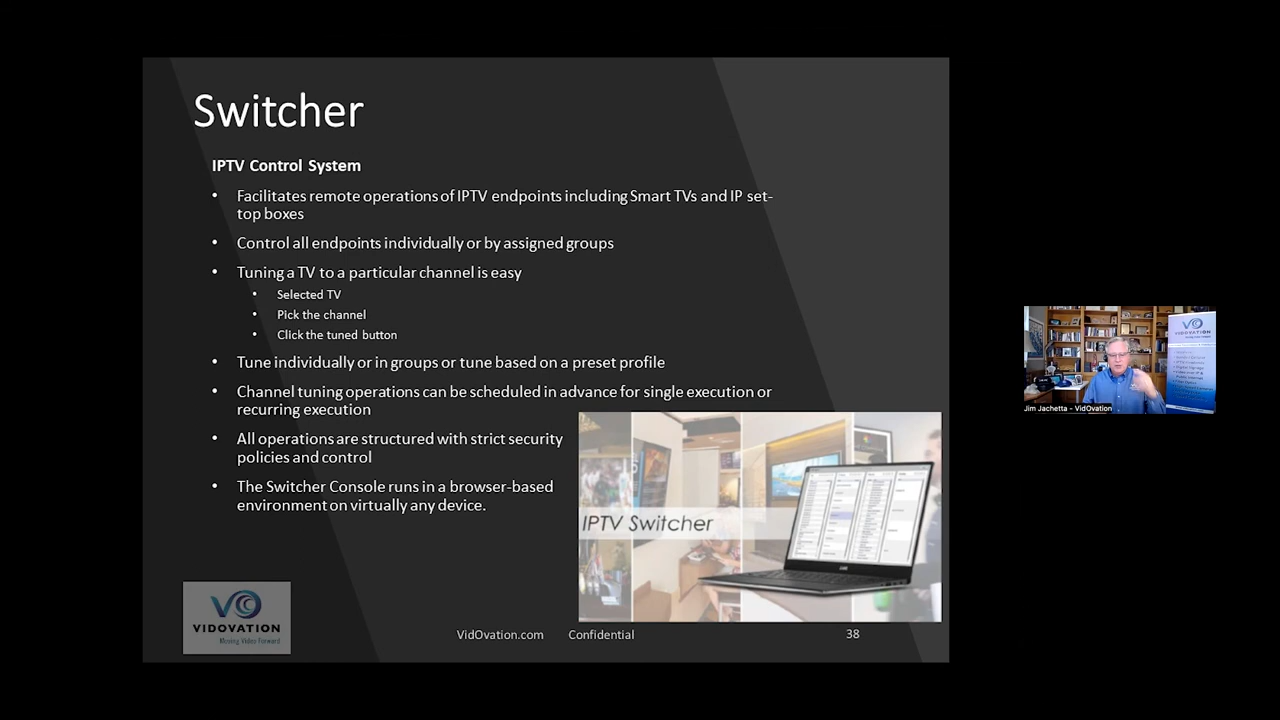 Switcher
IPTV Control System
• Facilitates remote operations of IPTV endpoints including Smart TVs and IP set-
top boxes
• Control all endpoints individually or by assigned groups
• Tuning a TV to a particular channel is easy
• Selected TV
• Pick the channel
• Click the tuned button
• Tune individually or in groups or tune based on a preset profile
• Channel tuning operations can be scheduled in advance for single execution or
recurring execution
• All operations are structured with strict security
policies and control
• The Switcher Console runs in a browser-based
environment on virtually any device.
IPTV Switcher
VIDOVATION
Moving Video Forward
VidOvation.com Confidential 38
VIDOVATION
Jim Jachetta - VidOvation